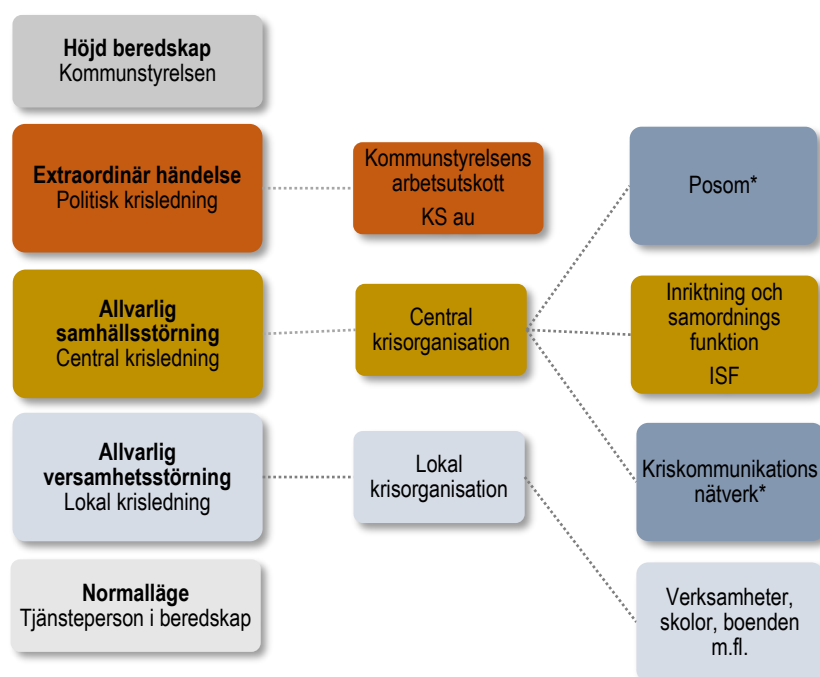 Höjd beredskap
Kommunstyrelsen
Extraordinär händelse
Politisk krisledning
Kommunstyrelsens
arbetsutskott
KS au
Posom*
Allvarlig
samhällsstörning
Central krisledning
Central
krisorganisation
Inriktning och
samordnings
funktion
ISF
Allvarlig
versamhetsstörning
Lokal krisledning
Lokal
krisorganisation
Kriskommunikations
nätverk*
Normalläge
Tjänsteperson i beredskap
Verksamheter,
skolor, boenden
m.fl.